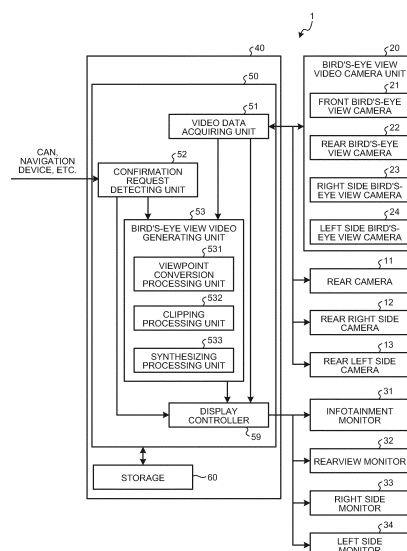 1
40
20
BIRD'S-EYE VIEW
VIDEO CAMERA UNIT
21
FRONT BIRD'S-EYE
VIEW CAMERA
22
REAR BIRD'S-EYE
VIEW CAMERA
23
RIGHT SIDE BIRD'S-
EYE VIEW CAMERA
24
LEFT SIDE BIRD'S-
EYE VIEW CAMERA
50
51
VIDEO DATA
ACQUIRING UNIT
CAN,
NAVIGATION
DEVICE, ETC.
52
CONFIRMATION
REQUEST
DETECTING UNIT
53
BIRD'S-EYE VIEW VIDEO
GENERATING UNIT
531
VIEWPOINT
CONVERSION
PROCESSING UNIT
532
CLIPPING
PROCESSING UNIT
533
SYNTHESIZING
PROCESSING UNIT
DISPLAY
CONTROLLER
59
STORAGE
60
11
REAR CAMERA
12
REAR RIGHT SIDE
CAMERA
13
REAR LEFT SIDE
CAMERA
31
INFOTAINMENT
MONITOR
32
REARVIEW MONITOR
33
RIGHT SIDE
MONITOR
34
LEFT SIDE
MONITOR